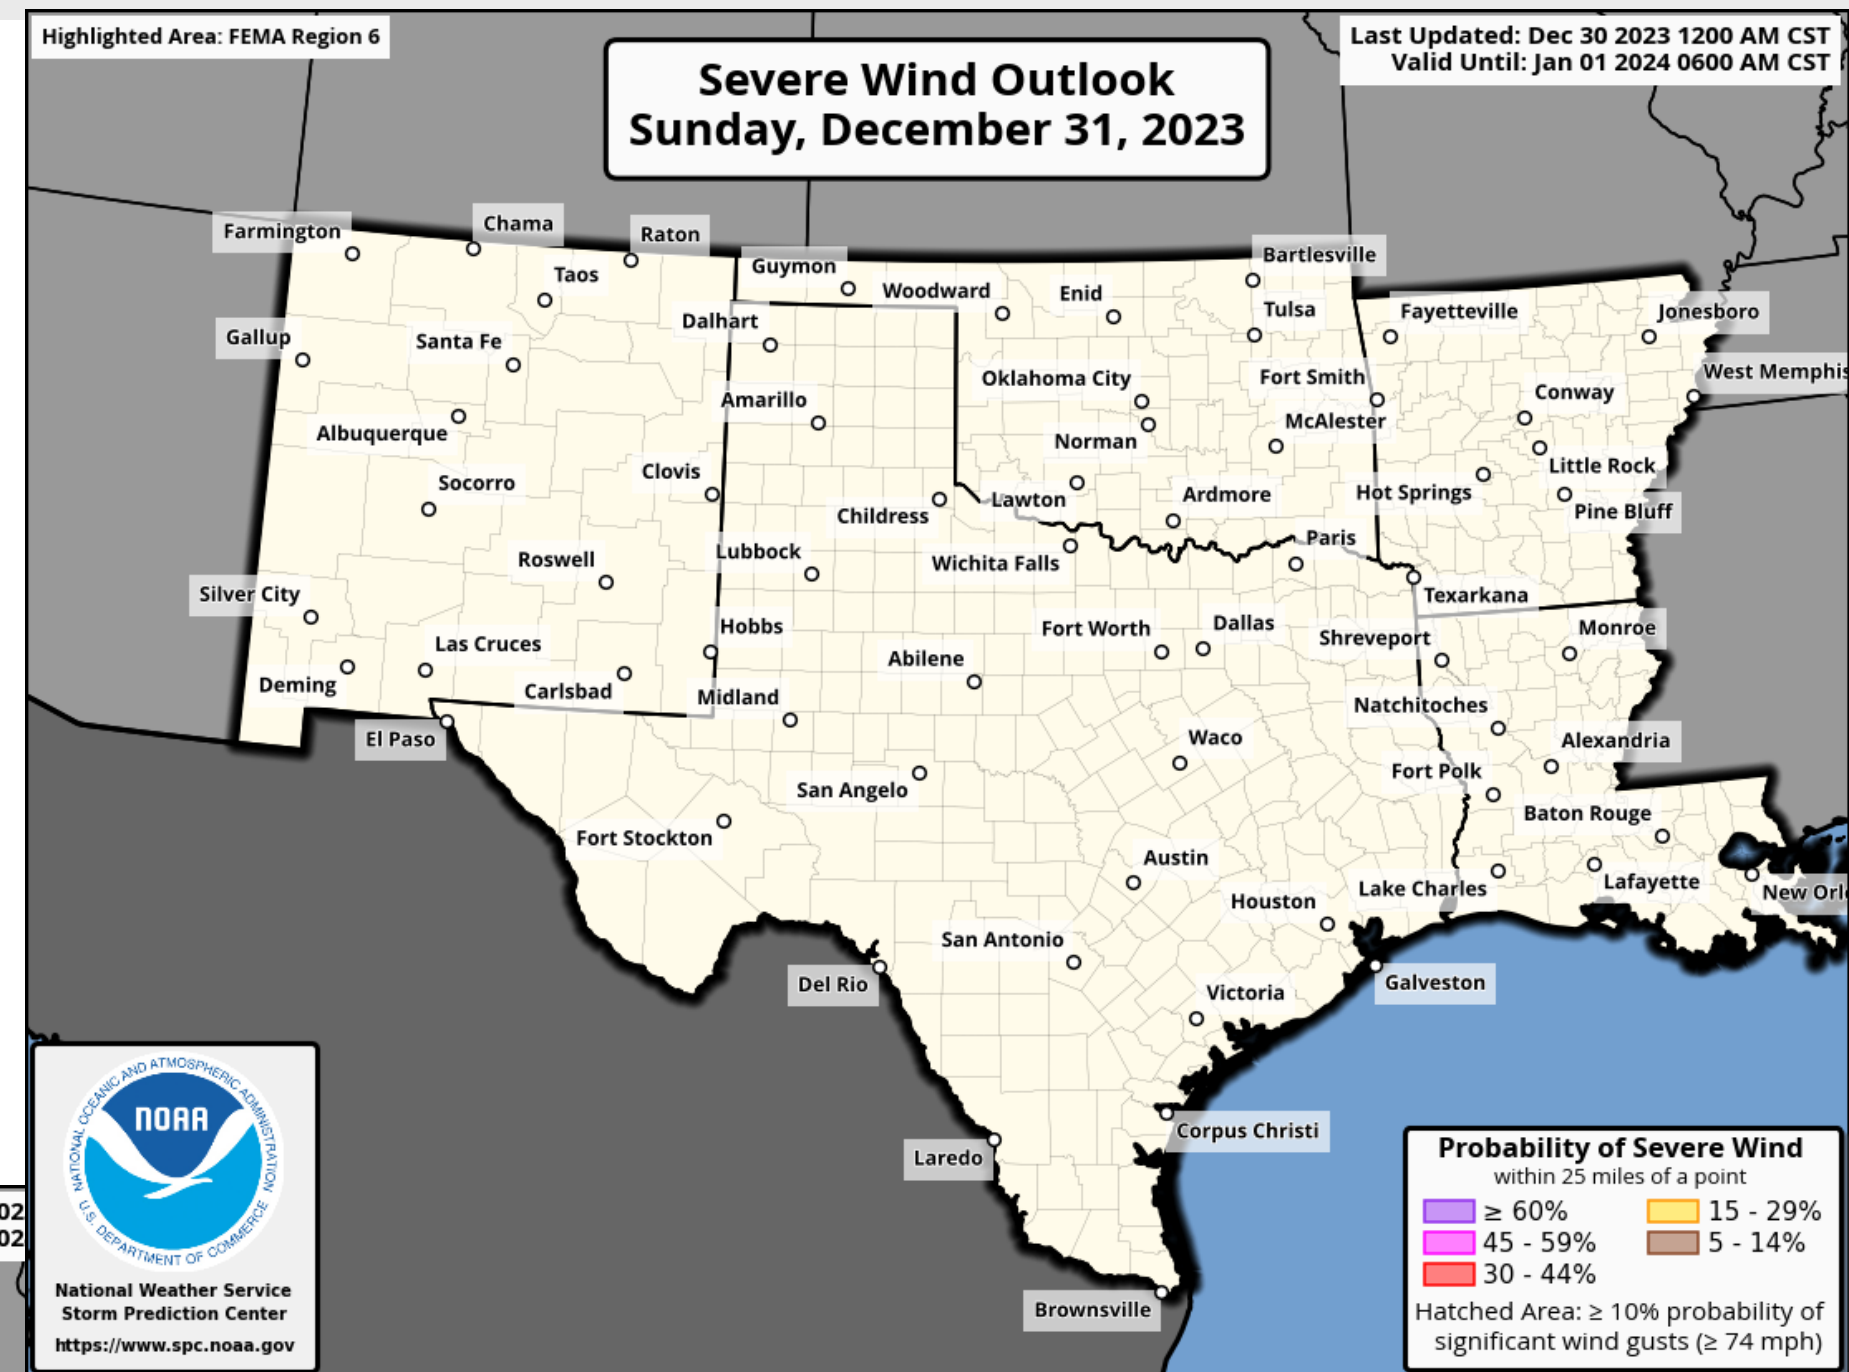 Highlighted Area: FEMA Region 6
Last Updated: Dec 30 2023 1200 AM CST
Valid Until: Jan 01 2024 0600 AM CST
Severe Wind Outlook
Sunday, December 31, 2023
Farmington
Chama
Raton
Taos
Guymon
Woodward
Enid
Bartlesville
Tulsa
Fayetteville
Jonesboro
Gallup
Santa Fe
Dalhart
Oklahoma City
Fort Smith
Conway
West Memphis
Albuquerque
Amarillo
Norman
McAlester
Little Rock
Socorro
Clovis
Childress
Lawton
Ardmore
Hot Springs
Pine Bluff
Roswell
Lubbock
Wichita Falls
Paris
Texarkana
Silver City
Las Cruces
Hobbs
Abilene
Fort Worth
Dallas
Shreveport
Monroe
Deming
Carlsbad
Midland
Natchitoches
El Paso
Waco
Alexandria
San Angelo
Fort Polk
Fort Stockton
Baton Rouge
Austin
Lake Charles
Lafayette
New Orl
Houston
San Antonio
Del Rio
Galveston
Victoria
Corpus Christi
Laredo
Brownsville
NATIONAL OCEANIC AND ATMOSPHERIC ADMINISTRATION
NOAA
U.S. DEPARTMENT OF COMMERCE
National Weather Service
Storm Prediction Center
https://www.spc.noaa.gov
02
02
Probability of Severe Wind
within 25 miles of a point
≥ 60% 15 - 29%
45 - 59% 5 - 14%
30 - 44%
Hatched Area: ≥ 10% probability of
significant wind gusts (≥ 74 mph)